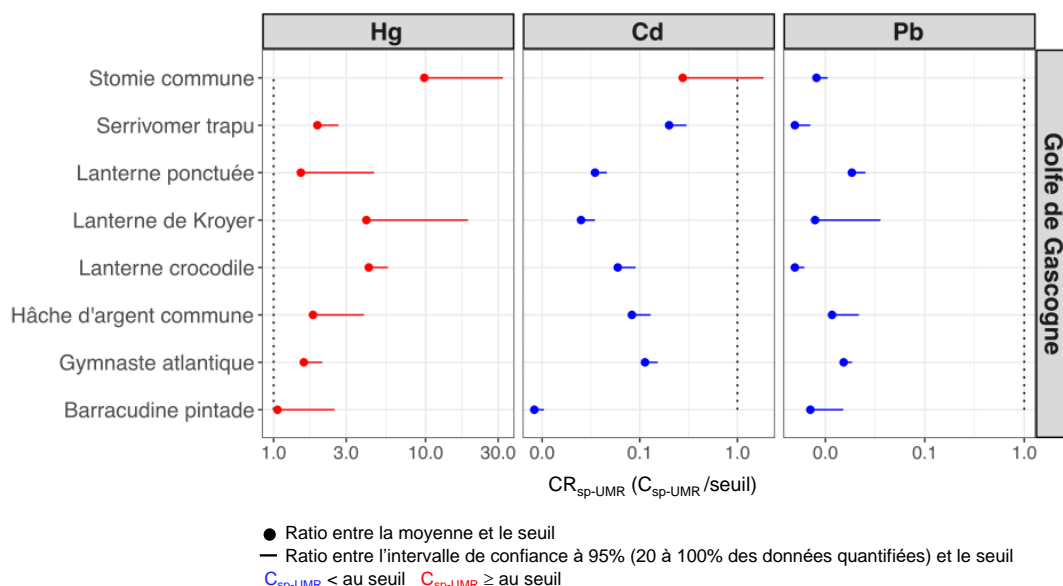 Hg Cd Pb
Stomie commune
Serrivomer trapu
Lanterne ponctuée
Lanterne de Kroyer
Lanterne crocodile
Hâche d'argent commune
Gymnaste atlantique
Barracudine pintade
Golfe de Gascogne
1.0 3.0 10.0 30.0 0.0 0.1 1.0 0.0 0.1 1.0
CRsp-UMR (Csp-UMR/seuil)
Ratio entre la moyenne et le seuil
Ratio entre l'intervalle de confiance à 95% (20 à 100% des données quantifiées) et le seuil
Csp-UMR < au seuil Csp-UMR ≥ au seuil